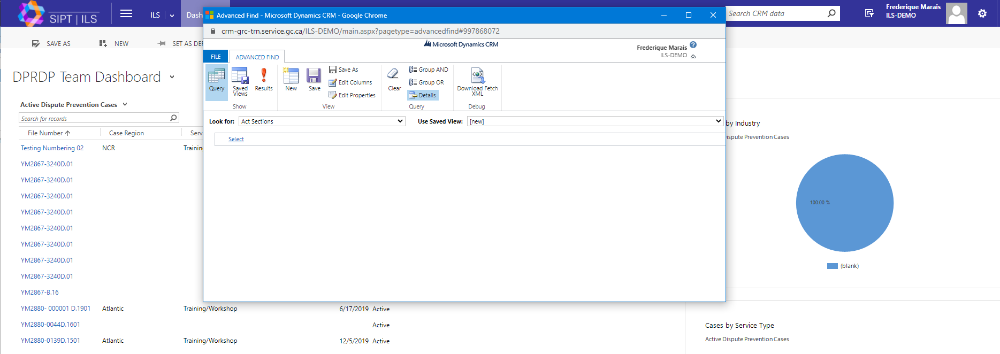 SIPT | ILS
ILS
Dash
Search CRM data
Frederique Marais
ILS-DEMO
SAVE AS
NEW
SET AS DE
DPRDP Team Dashboard
Active Dispute Prevention Cases
Search for records
File Number
Case Region
Serv
Testing Numbering 02
NCR
Trainin
YM2867-3240D.01
YM2867-3240D.01
YM2867-3240D.01
YM2867-3240D.01
YM2867-3240D.01
YM2867-3240D.01
YM2867-3240D.01
YM2867-3240D.01
YM2867-B.16
YM2880- 000001 D.1901
Atlantic
Training/Workshop
6/17/2019
Active
YM2880-0044D.1601
Active
YM2880-0139D.1501
Atlantic
Training/Workshop
12/5/2019
Active
Advanced Find - Microsoft Dynamics CRM - Google Chrome
crm-grc-trn.service.gc.ca/ILS-DEMO/main.aspx?pagetype=advancedfind#997868072
Microsoft Dynamics CRM
Frederique Marais
ILS-DEMO
FILE
ADVANCED FIND
Query
Saved
Views
Results
Show
New
Save
Save As
Edit Columns
Edit Properties
View
Clear
Group AND
Group OR
Details
Query
Download Fetch
XML
Debug
Look for:
Act Sections
Use Saved View:
[new]
Select
by Industry
ispute Prevention Cases
100.00 %
(blank)
Cases by Service Type
Active Dispute Prevention Cases